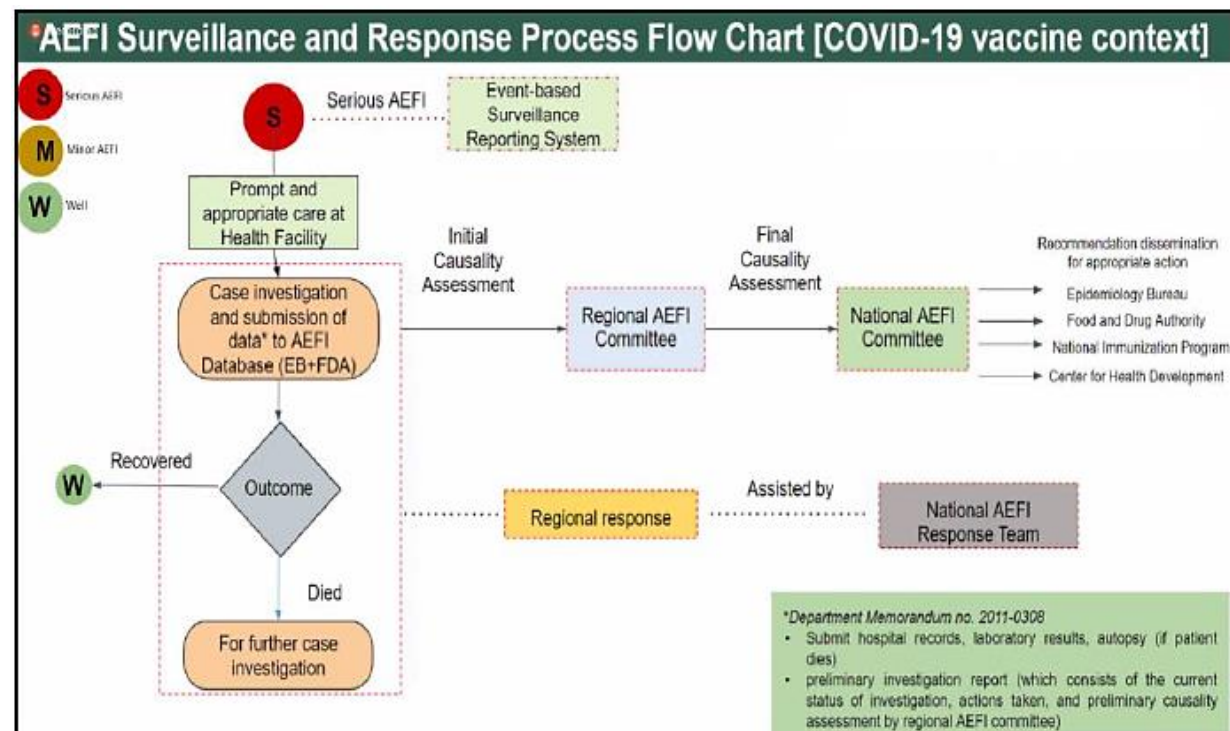 AEFI Surveillance and Response Process Flow Chart [COVID-19 vaccine context]
S Serious AEFI
M Minor AEFI
W Well
S
Serious AEFI
Event-based
Surveillance
Reporting System
Prompt and
appropriate care at
Health Facility
Case investigation
and submission of
data* to AEFI
Database (EB+FDA)
Initial
Causality
Assessment
Regional AEFI
Committee
Final
Causality
Assessment
National AEFI
Committee
Recommendation dissemination
for appropriate action
Epidemiology Bureau
Food and Drug Authority
National Immunization Program
Center for Health Development
Outcome
Recovered
W
Died
For further case
investigation
Regional response
Assisted by
National AEFI
Response Team
*Department Memorandum no. 2011-0308
• Submit hospital records, laboratory results, autopsy (if patient
dies)
• preliminary investigation report (which consists of the current
status of investigation, actions taken, and preliminary causality
assessment by regional AEFI committee)